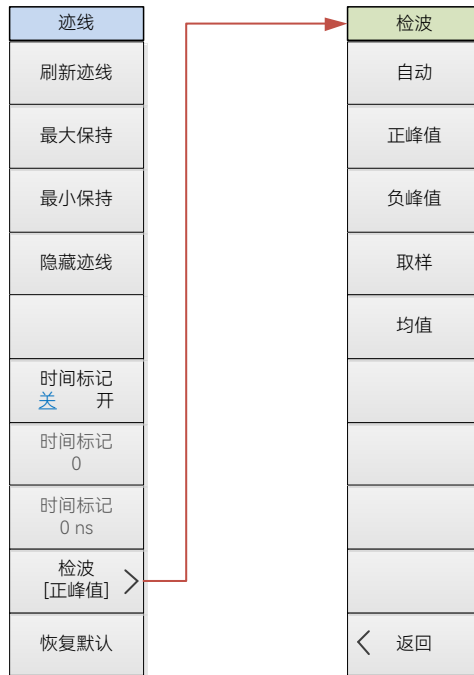 迹线
刷新迹线
最大保持
最小保持
隐藏迹线
时间标记
关 开
时间标记
0
时间标记
0 ns
检波
[正峰值]
恢复默认
检波
自动
正峰值
负峰值
取样
均值
返回